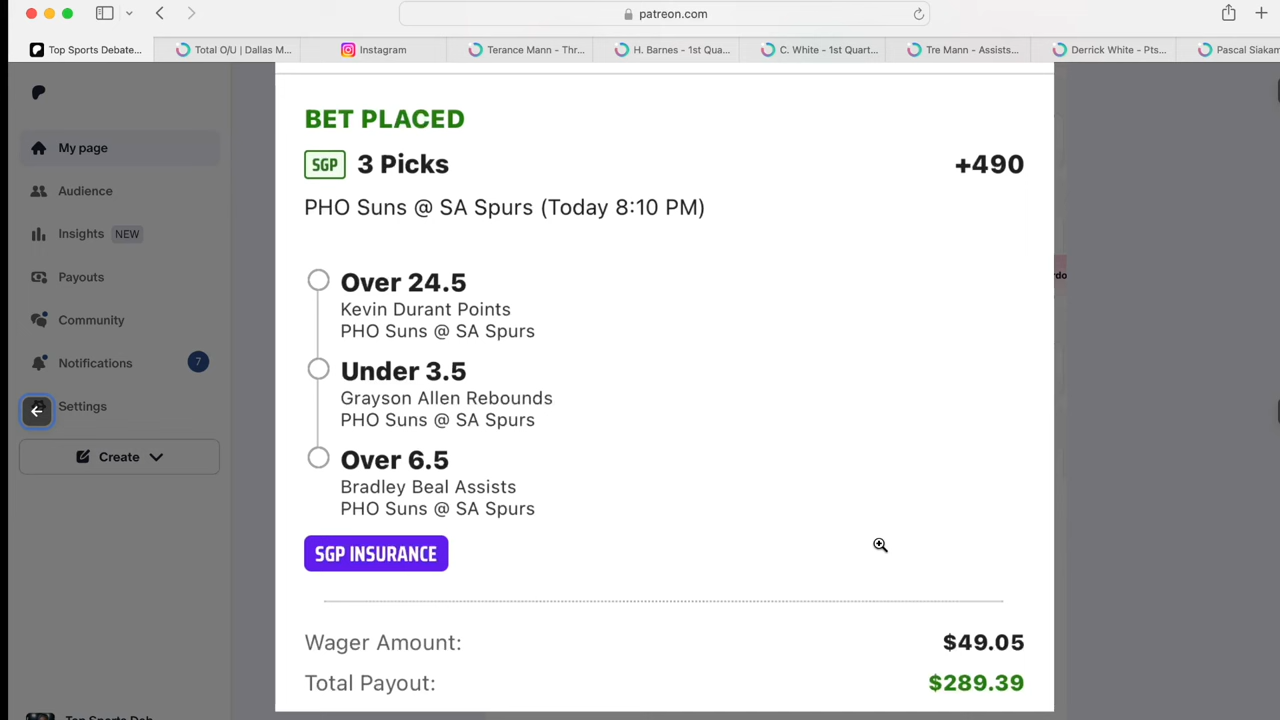 patreon.com
Top Sports Debate...
Total O/U | Dallas M...
Instagram
Terance Mann - Thr...
H. Barnes - 1st Qua...
C. White - 1st Quart...
Tre Mann - Assists...
Derrick White - Pts...
Pascal Siakam
My page
Audience
Insights NEW
Payouts
Community
Notifications 7
Settings
Create
BET PLACED
SGP 3 Picks +490
PHO Suns @ SA Spurs (Today 8:10 PM)
Over 24.5
Kevin Durant Points
PHO Suns @ SA Spurs
Under 3.5
Grayson Allen Rebounds
PHO Suns @ SA Spurs
Over 6.5
Bradley Beal Assists
PHO Suns @ SA Spurs
SGP INSURANCE
Wager Amount: $49.05
Total Payout: $289.39
Top Sports Deb